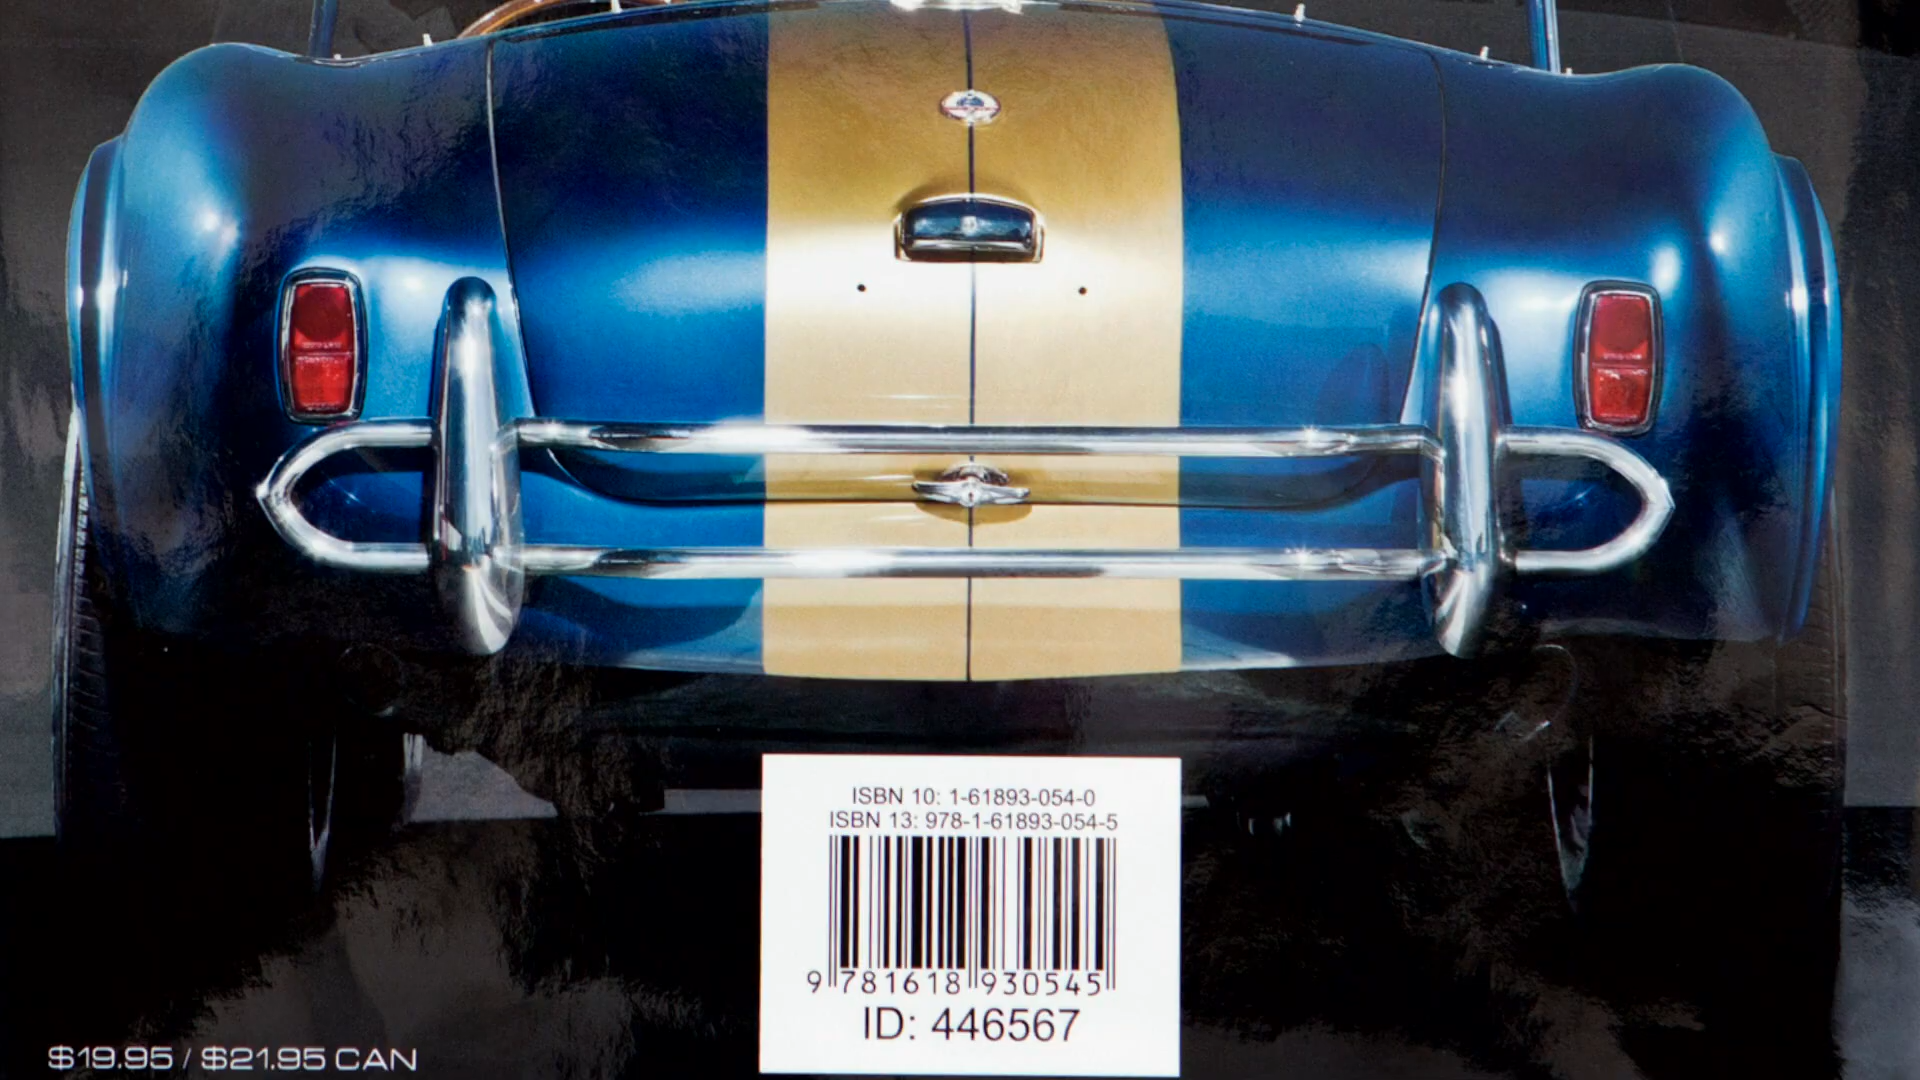 ISBN 10: 1-61893-054-0
ISBN 13: 978-1-61893-054-5
9 781618 930545
ID: 446567
$19.95 / $21.95 CAN